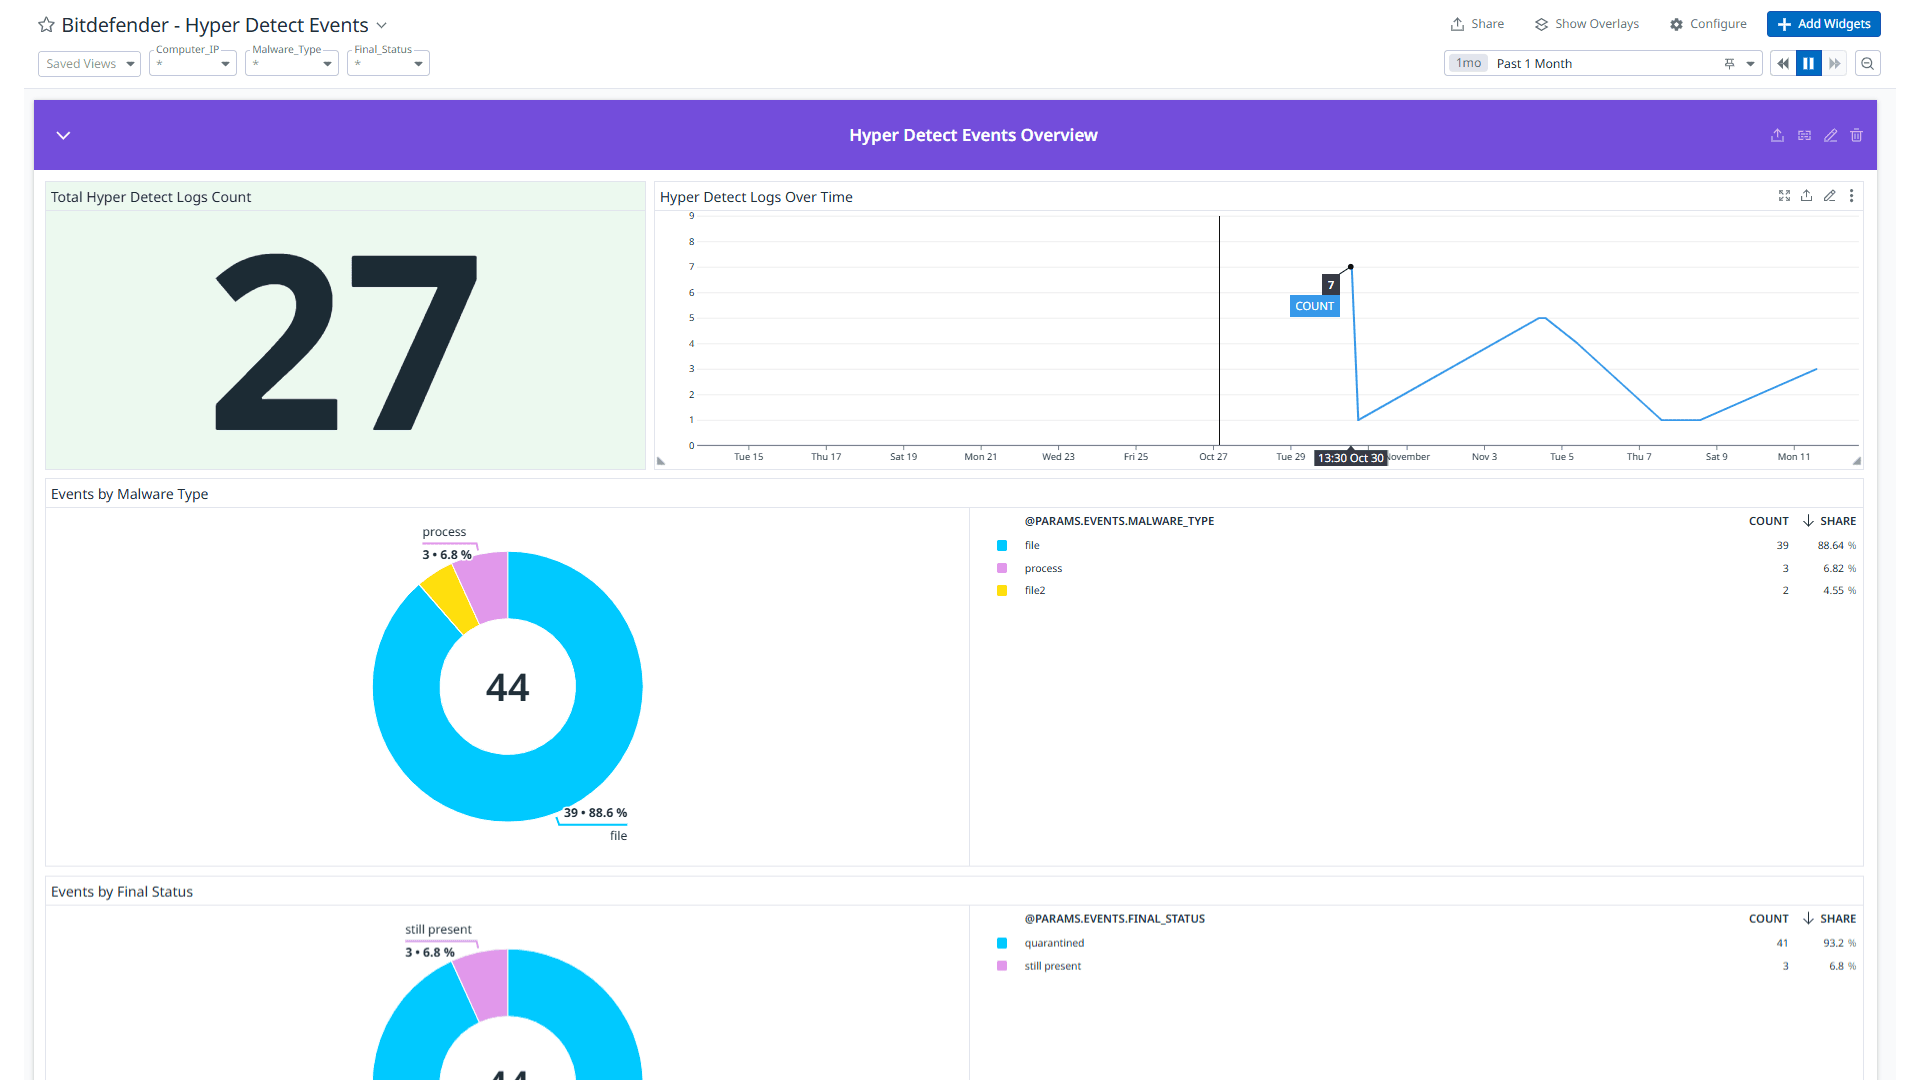 Bitdefender - Hyper Detect Events
Share
Show Overlays
Configure
Add Widgets
Saved Views
Computer_IP
*
Malware_Type
*
Final_Status
*
1mo Past 1 Month
Hyper Detect Events Overview
Total Hyper Detect Logs Count
27
Hyper Detect Logs Over Time
9
8
7
6
5
4
3
2
1
0
7
COUNT
Tue 15
Thu 17
Sat 19
Mon 21
Wed 23
Fri 25
Oct 27
Tue 29
13:30 Oct 30
November
Nov 3
Tue 5
Thu 7
Sat 9
Mon 11
Events by Malware Type
process
3 • 6.8 %
44
39 • 88.6 %
file
@PARAMS.EVENTS.MALWARE_TYPE COUNT SHARE
file 39 88.64 %
process 3 6.82 %
file2 2 4.55 %
Events by Final Status
still present
3 • 6.8 %
44
@PARAMS.EVENTS.FINAL_STATUS COUNT SHARE
quarantined 41 93.2 %
still present 3 6.8 %